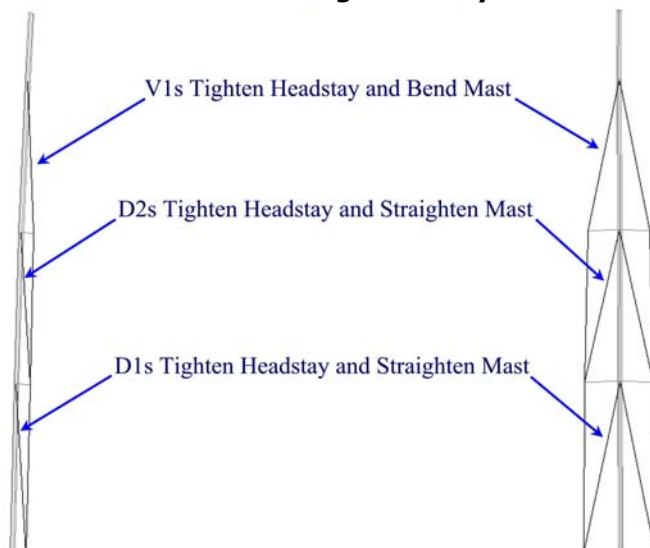 V1s Tighten Headstay and Bend Mast
D2s Tighten Headstay and Straighten Mast
D1s Tighten Headstay and Straighten Mast